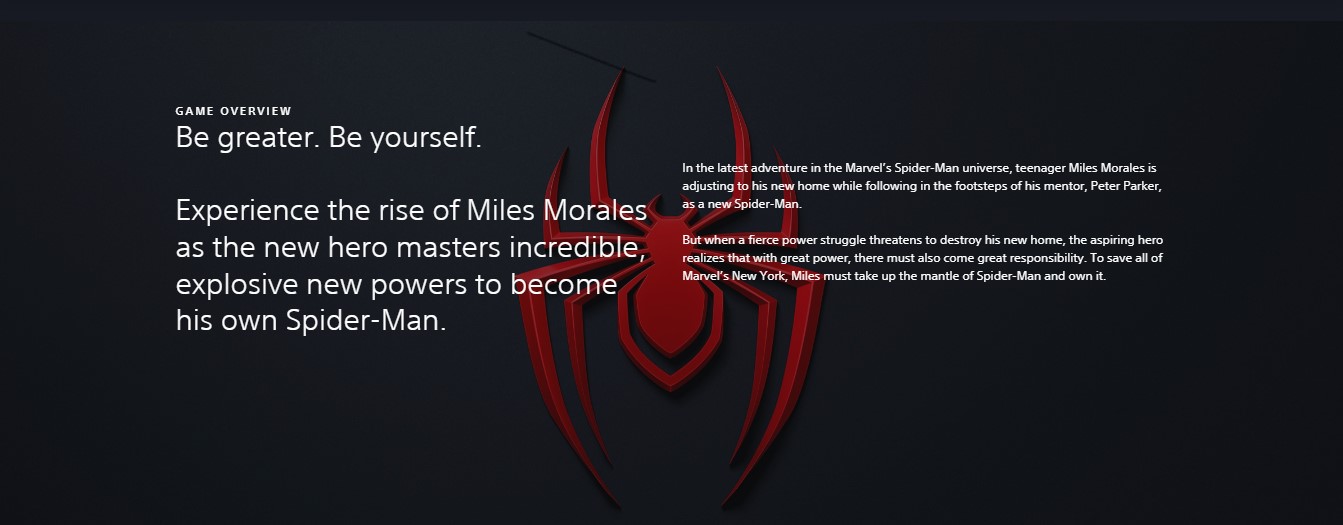 GAME OVERVIEW
Be greater. Be yourself.
Experience the rise of Miles Morales
as the new hero masters incredible,
explosive new powers to become
his own Spider-Man.
In the latest adventure in the Marvel’s Spider-Man universe, teenager Miles Morales is
adjusting to his new home while following in the footsteps of his mentor, Peter Parker,
as a new Spider-Man.
But when a fierce power struggle threatens to destroy his new home, the aspiring hero
realizes that with great power, there must also come great responsibility. To save all of
Marvel’s New York, Miles must take up the mantle of Spider-Man and own it.